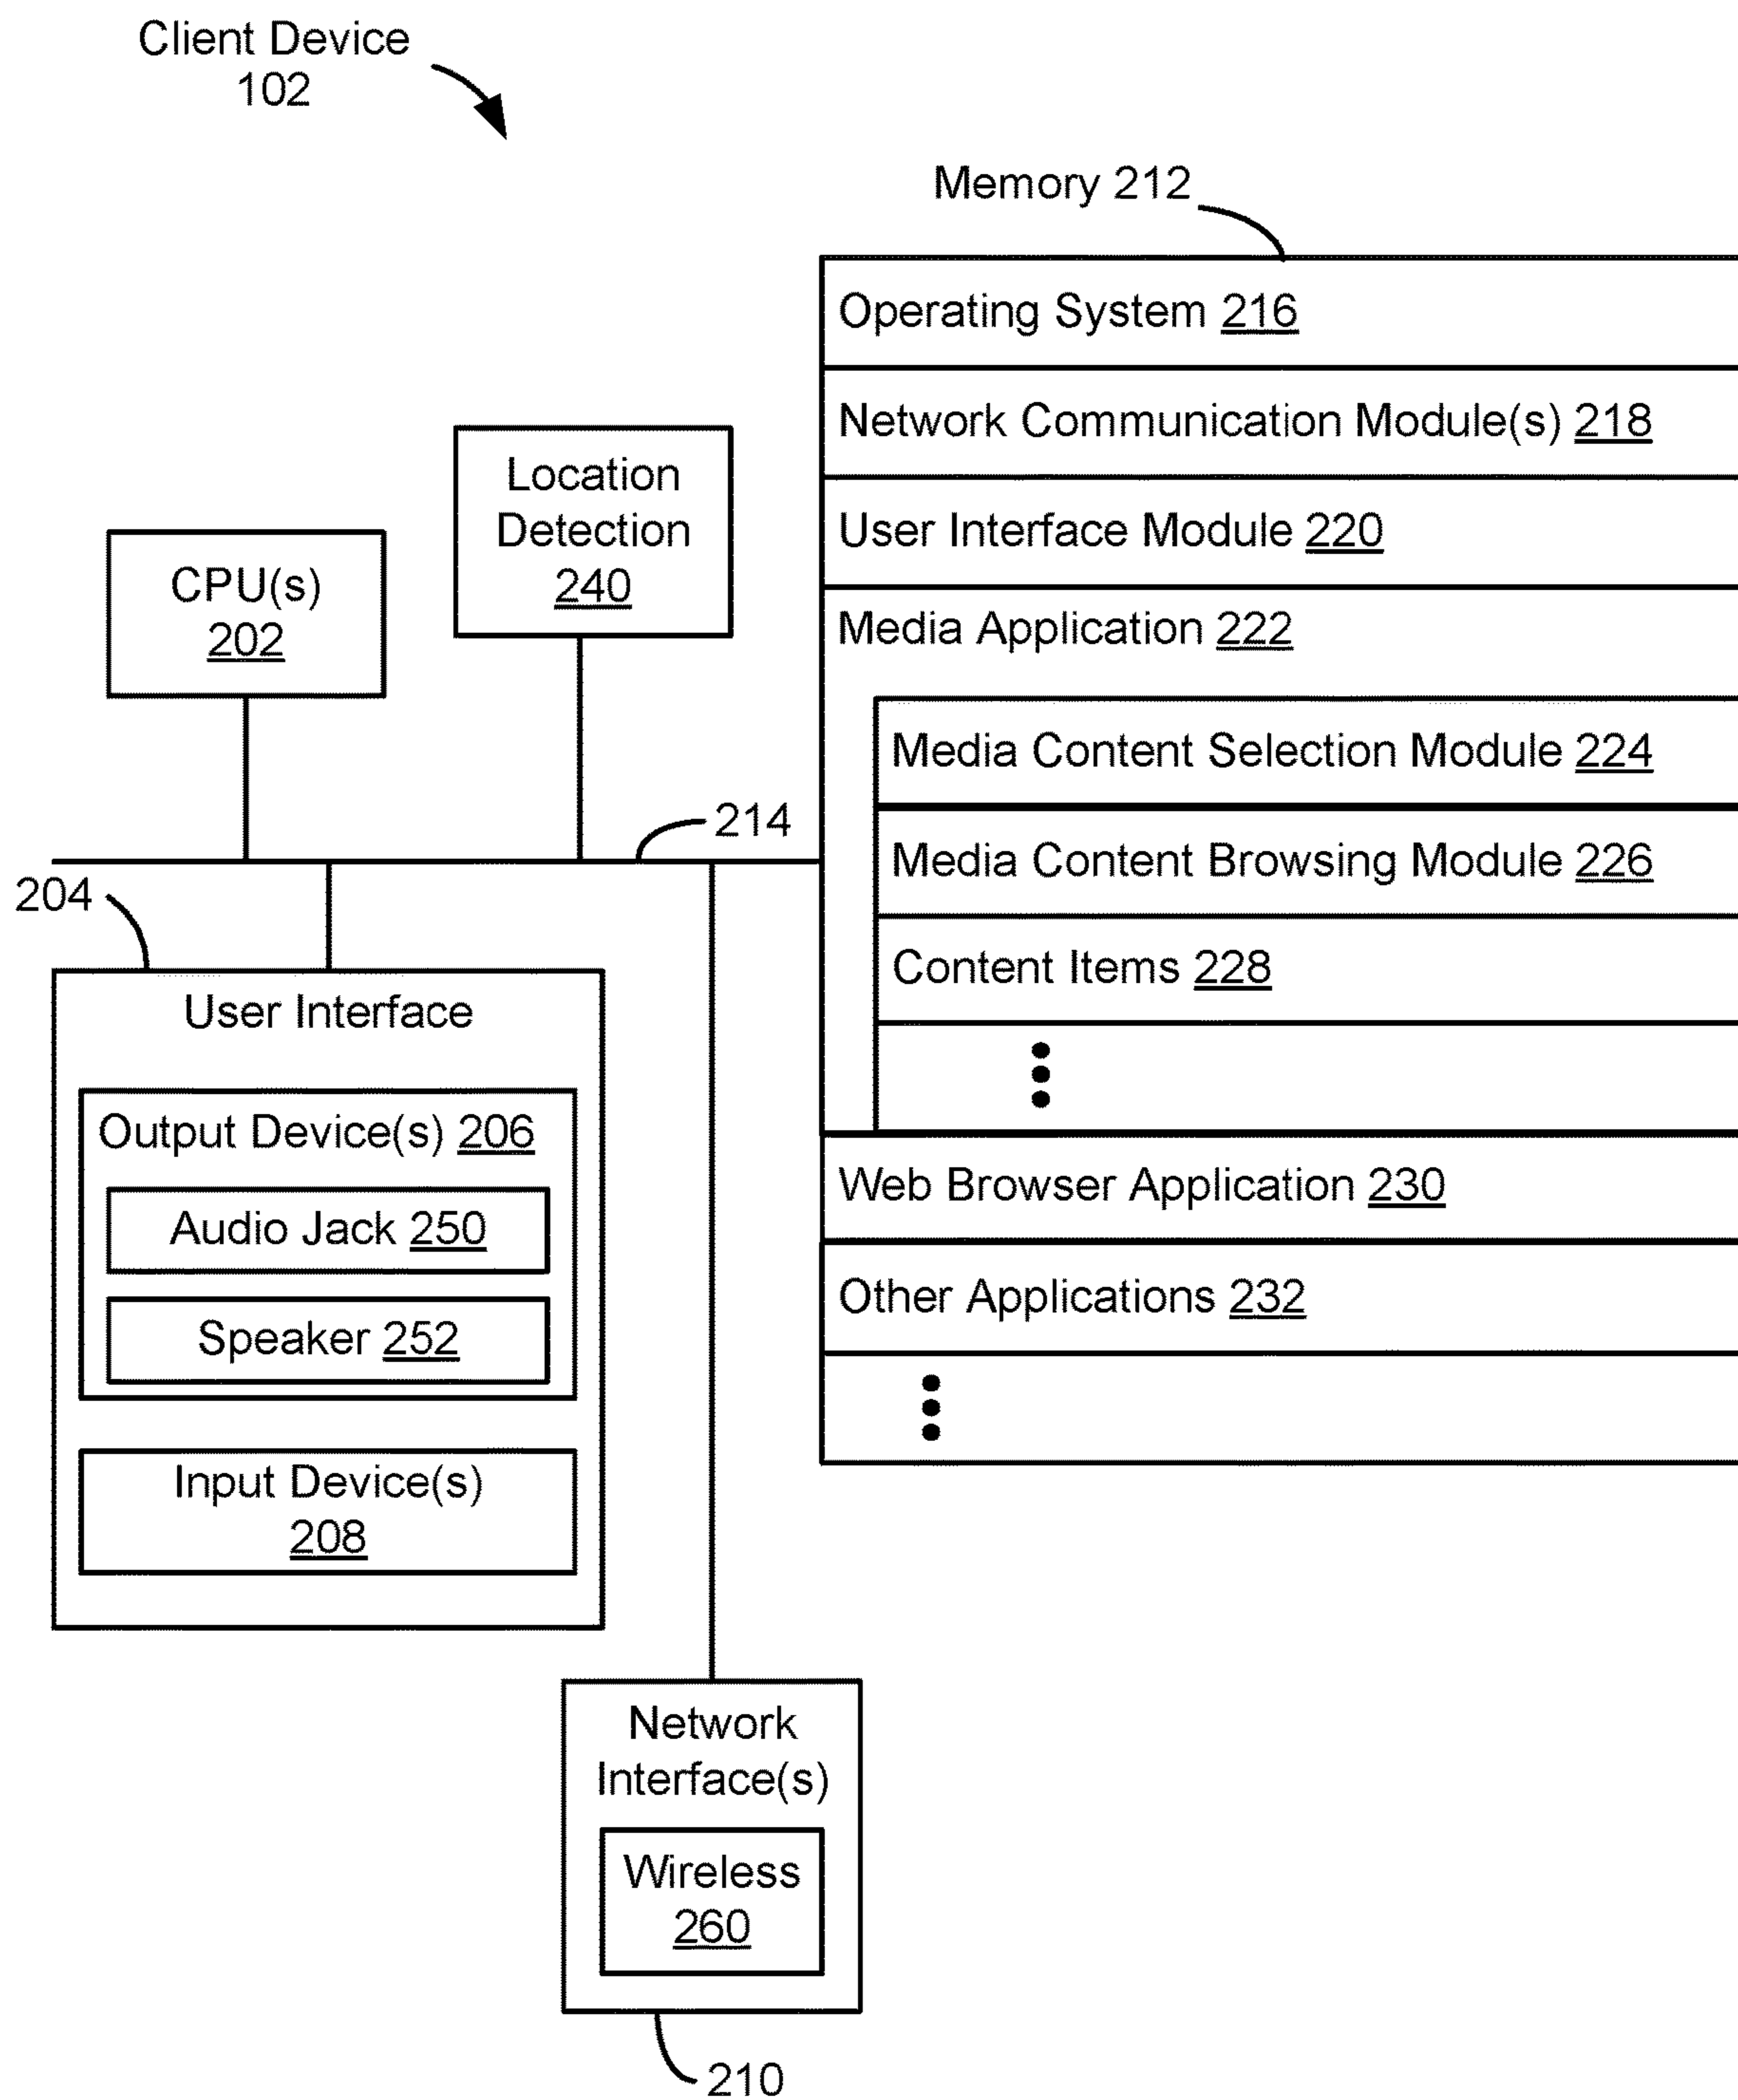 Client Device
102
Memory 212
Operating System 216
Network Communication Module(s) 218
User Interface Module 220
Media Application 222
Media Content Selection Module 224
Media Content Browsing Module 226
Content Items 228
Web Browser Application 230
Other Applications 232
Location
Detection
240
CPU(s)
202
214
204
User Interface
Output Device(s) 206
Audio Jack 250
Speaker 252
Input Device(s)
208
Network
Interface(s)
Wireless
260
210